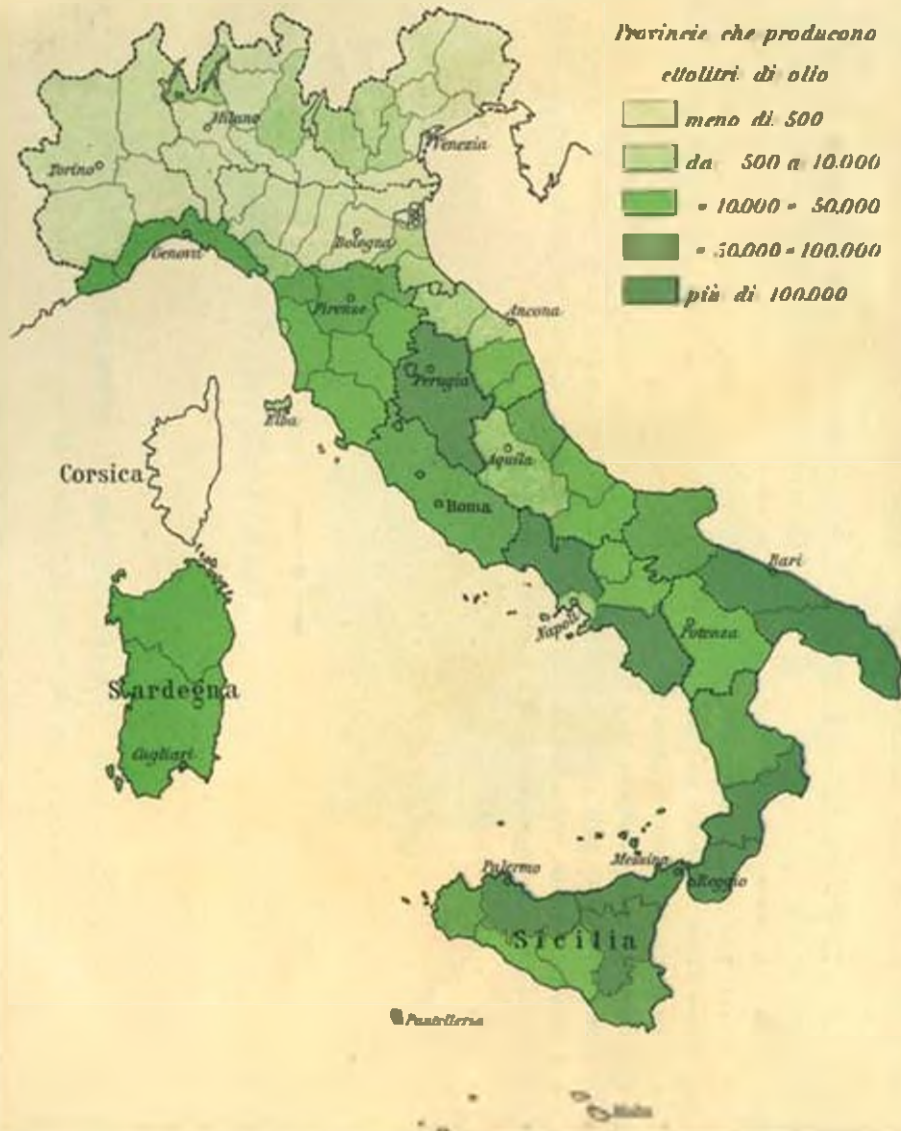 Provincie che producono
ettolitri di olio
meno di 500
da 500 a 10.000
" 10.000 " 50.000
" 50.000 " 100.000
più di 100.000
Milano
Venezia
Torino
Bologna
Genova
Firenze
Ancona
Perugia
Elba
Aquila
Corsica
Roma
Bari
Napoli
Potenza
Sardegna
Cagliari
Messina
Palermo
Reggio
Sicilia
Pantelleria
Malta